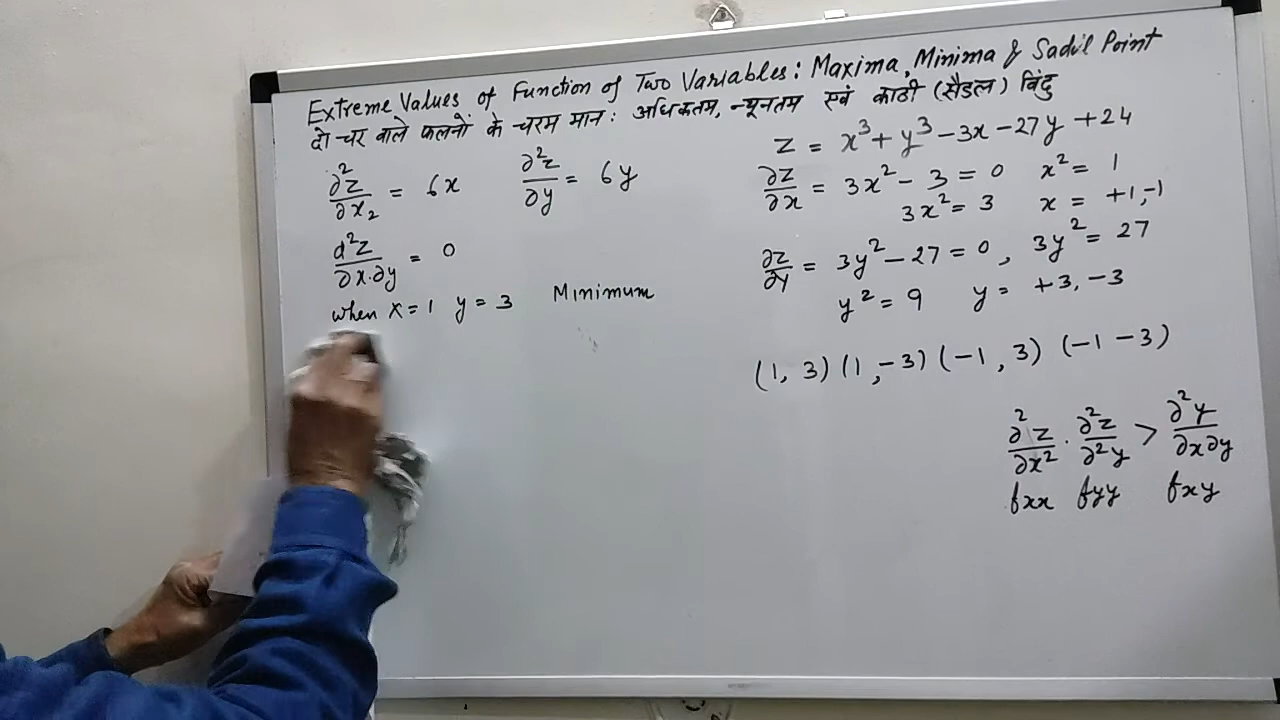 Extreme Values of Function of Two Variables: Maxima, Minima & Sadil Point
दो चर वाले फलनों के चरम मान: अधिकतम, न्यूनतम एवं काठी (सैडल) बिंदु
∂²z/∂x₂ = 6x ∂²z/∂y = 6y
d²z/∂x.∂y = 0
when x = 1 y = 3 Minimum
z = x³ + y³ - 3x - 27y + 24
∂z/∂x = 3x² - 3 = 0 x² = 1
3x² = 3 x = +1, -1
∂z/∂y = 3y² - 27 = 0, 3y² = 27
y² = 9 y = +3, -3
(1, 3) (1, -3) (-1, 3) (-1 -3)
∂²z/∂x² . ∂²z/∂²y > ∂²y/∂x∂y
fxx fyy fxy